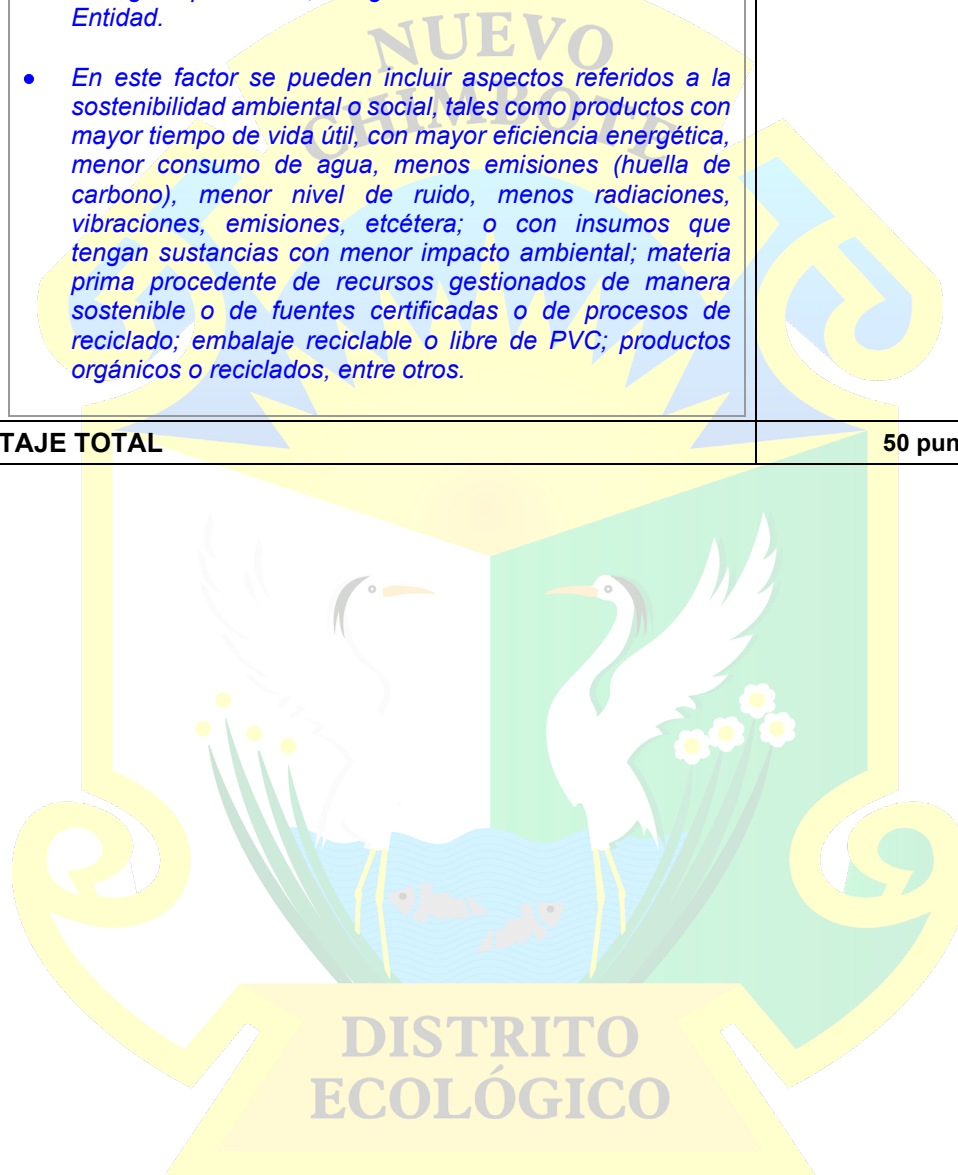 Entidad.
NUEVO
CHIMBOTE
• En este factor se pueden incluir aspectos referidos a la
sostenibilidad ambiental o social, tales como productos con
mayor tiempo de vida útil, con mayor eficiencia energética,
menor consumo de agua, menos emisiones (huella de
carbono), menor nivel de ruido, menos radiaciones,
vibraciones, emisiones, etcétera; o con insumos que
tengan sustancias con menor impacto ambiental; materia
prima procedente de recursos gestionados de manera
sostenible o de fuentes certificadas o de procesos de
reciclado; embalaje reciclable o libre de PVC; productos
orgánicos o reciclados, entre otros.
TAJE TOTAL 50 pun
DISTRITO
ECOLÓGICO